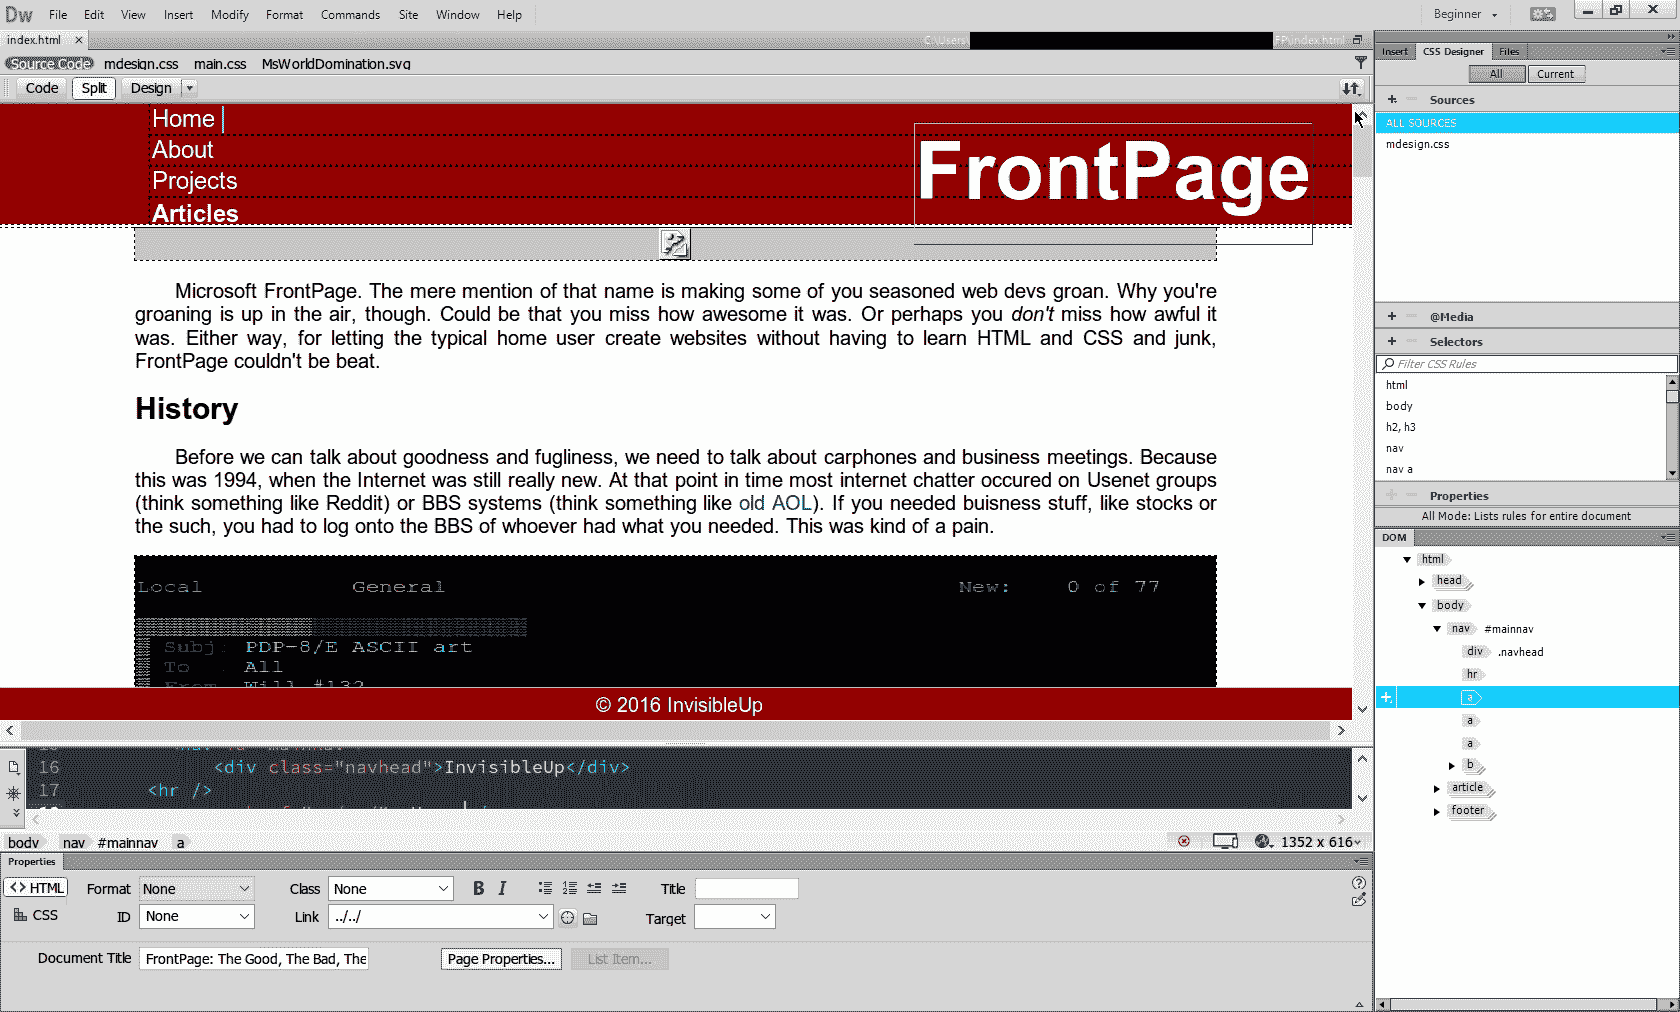 Dw File Edit View Insert Modify Format Commands Site Window Help Beginner
index.html C:\Users FP\index.html
Source Code mdesign.css main.css MsWorldDomination.svg
Code Split Design
Home
About
Projects
Articles
FrontPage
Microsoft FrontPage. The mere mention of that name is making some of you seasoned web devs groan. Why you're
groaning is up in the air, though. Could be that you miss how awesome it was. Or perhaps you don't miss how awful it
was. Either way, for letting the typical home user create websites without having to learn HTML and CSS and junk,
FrontPage couldn't be beat.
History
Before we can talk about goodness and fugliness, we need to talk about carphones and business meetings. Because
this was 1994, when the Internet was still really new. At that point in time most internet chatter occured on Usenet groups
(think something like Reddit) or BBS systems (think something like old AOL). If you needed buisness stuff, like stocks or
the such, you had to log onto the BBS of whoever had what you needed. This was kind of a pain.
Local General New: 0 of 77
Subj: PDP-8/E ASCII art
To : All
From Will #132
© 2016 InvisibleUp
16 <div class="navhead">InvisibleUp</div>
17 <hr />
body nav #mainnav a 1352 x 616
Properties
<> HTML Format None Class None B I Title
CSS ID None Link ../../ Target
Document Title FrontPage: The Good, The Bad, The Page Properties... List Item...
Insert CSS Designer Files
All Current
Sources
ALL SOURCES
mdesign.css
@Media
Selectors
Filter CSS Rules
html
body
h2, h3
nav
nav a
Properties
All Mode: Lists rules for entire document
DOM
html
head
body
nav #mainnav
div .navhead
hr
a
a
a
b
article
footer